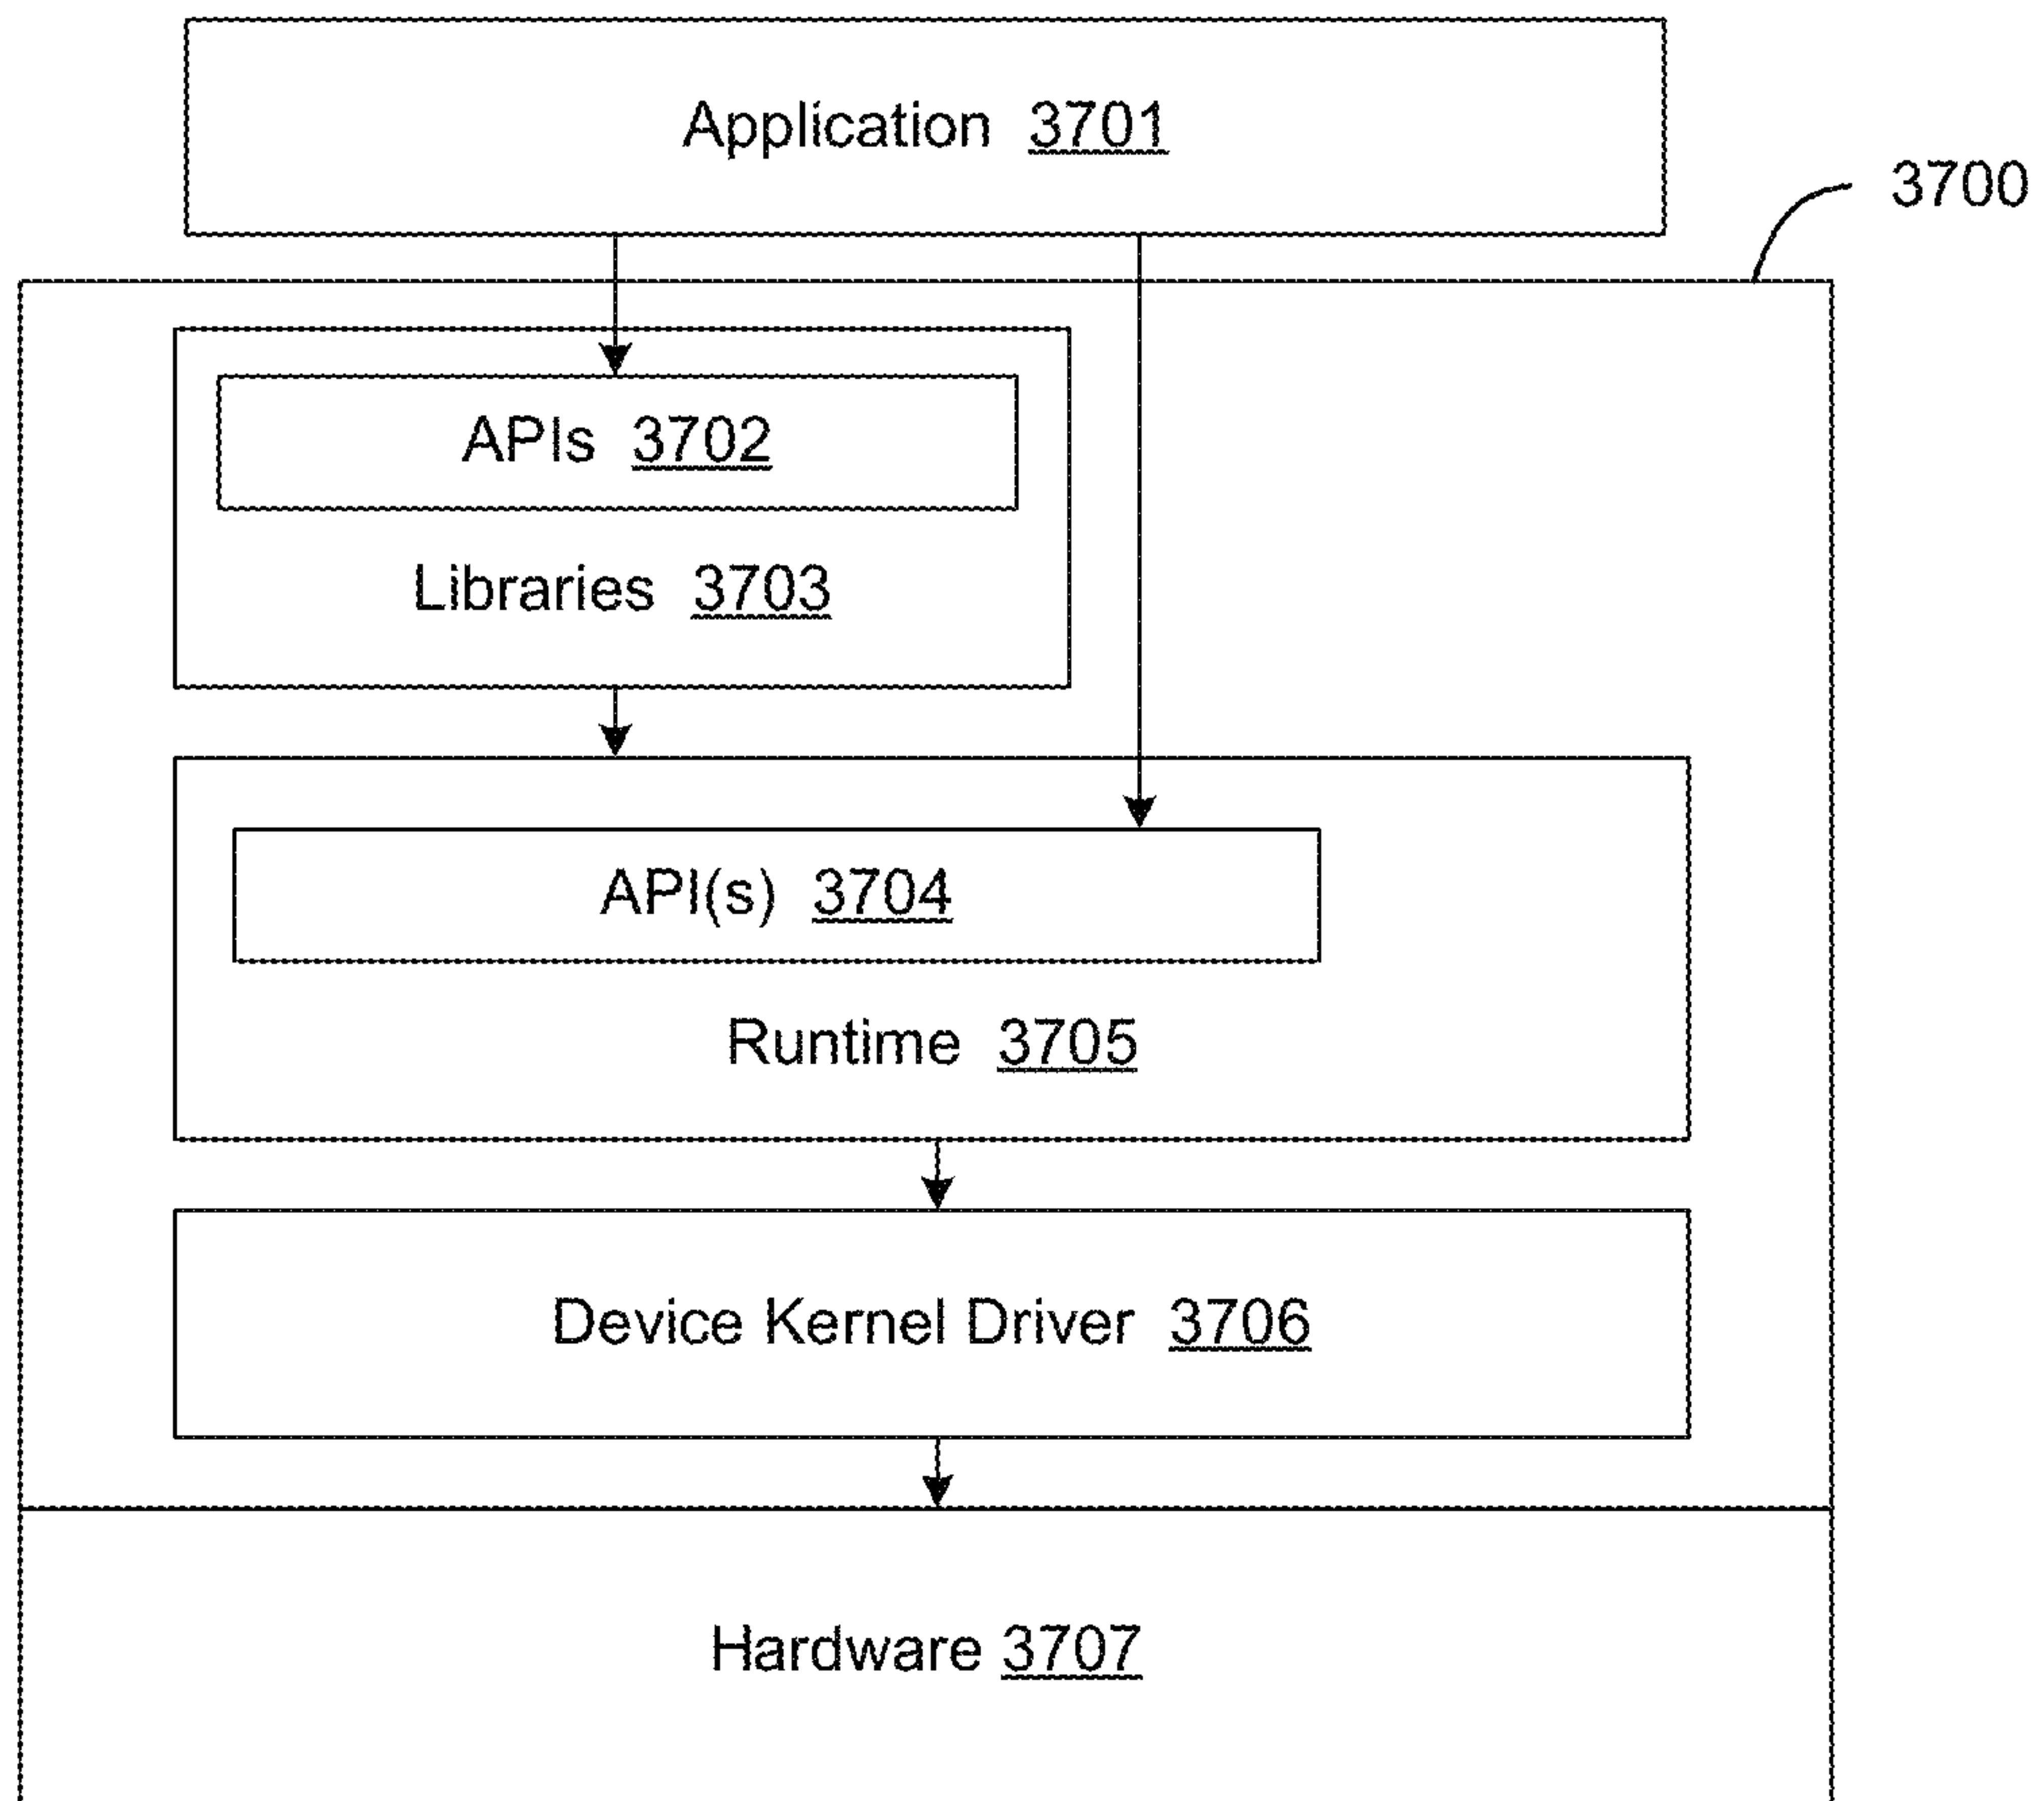 Application 3701
3700
APIs 3702
Libraries 3703
API(s) 3704
Runtime 3705
Device Kernel Driver 3706
Hardware 3707